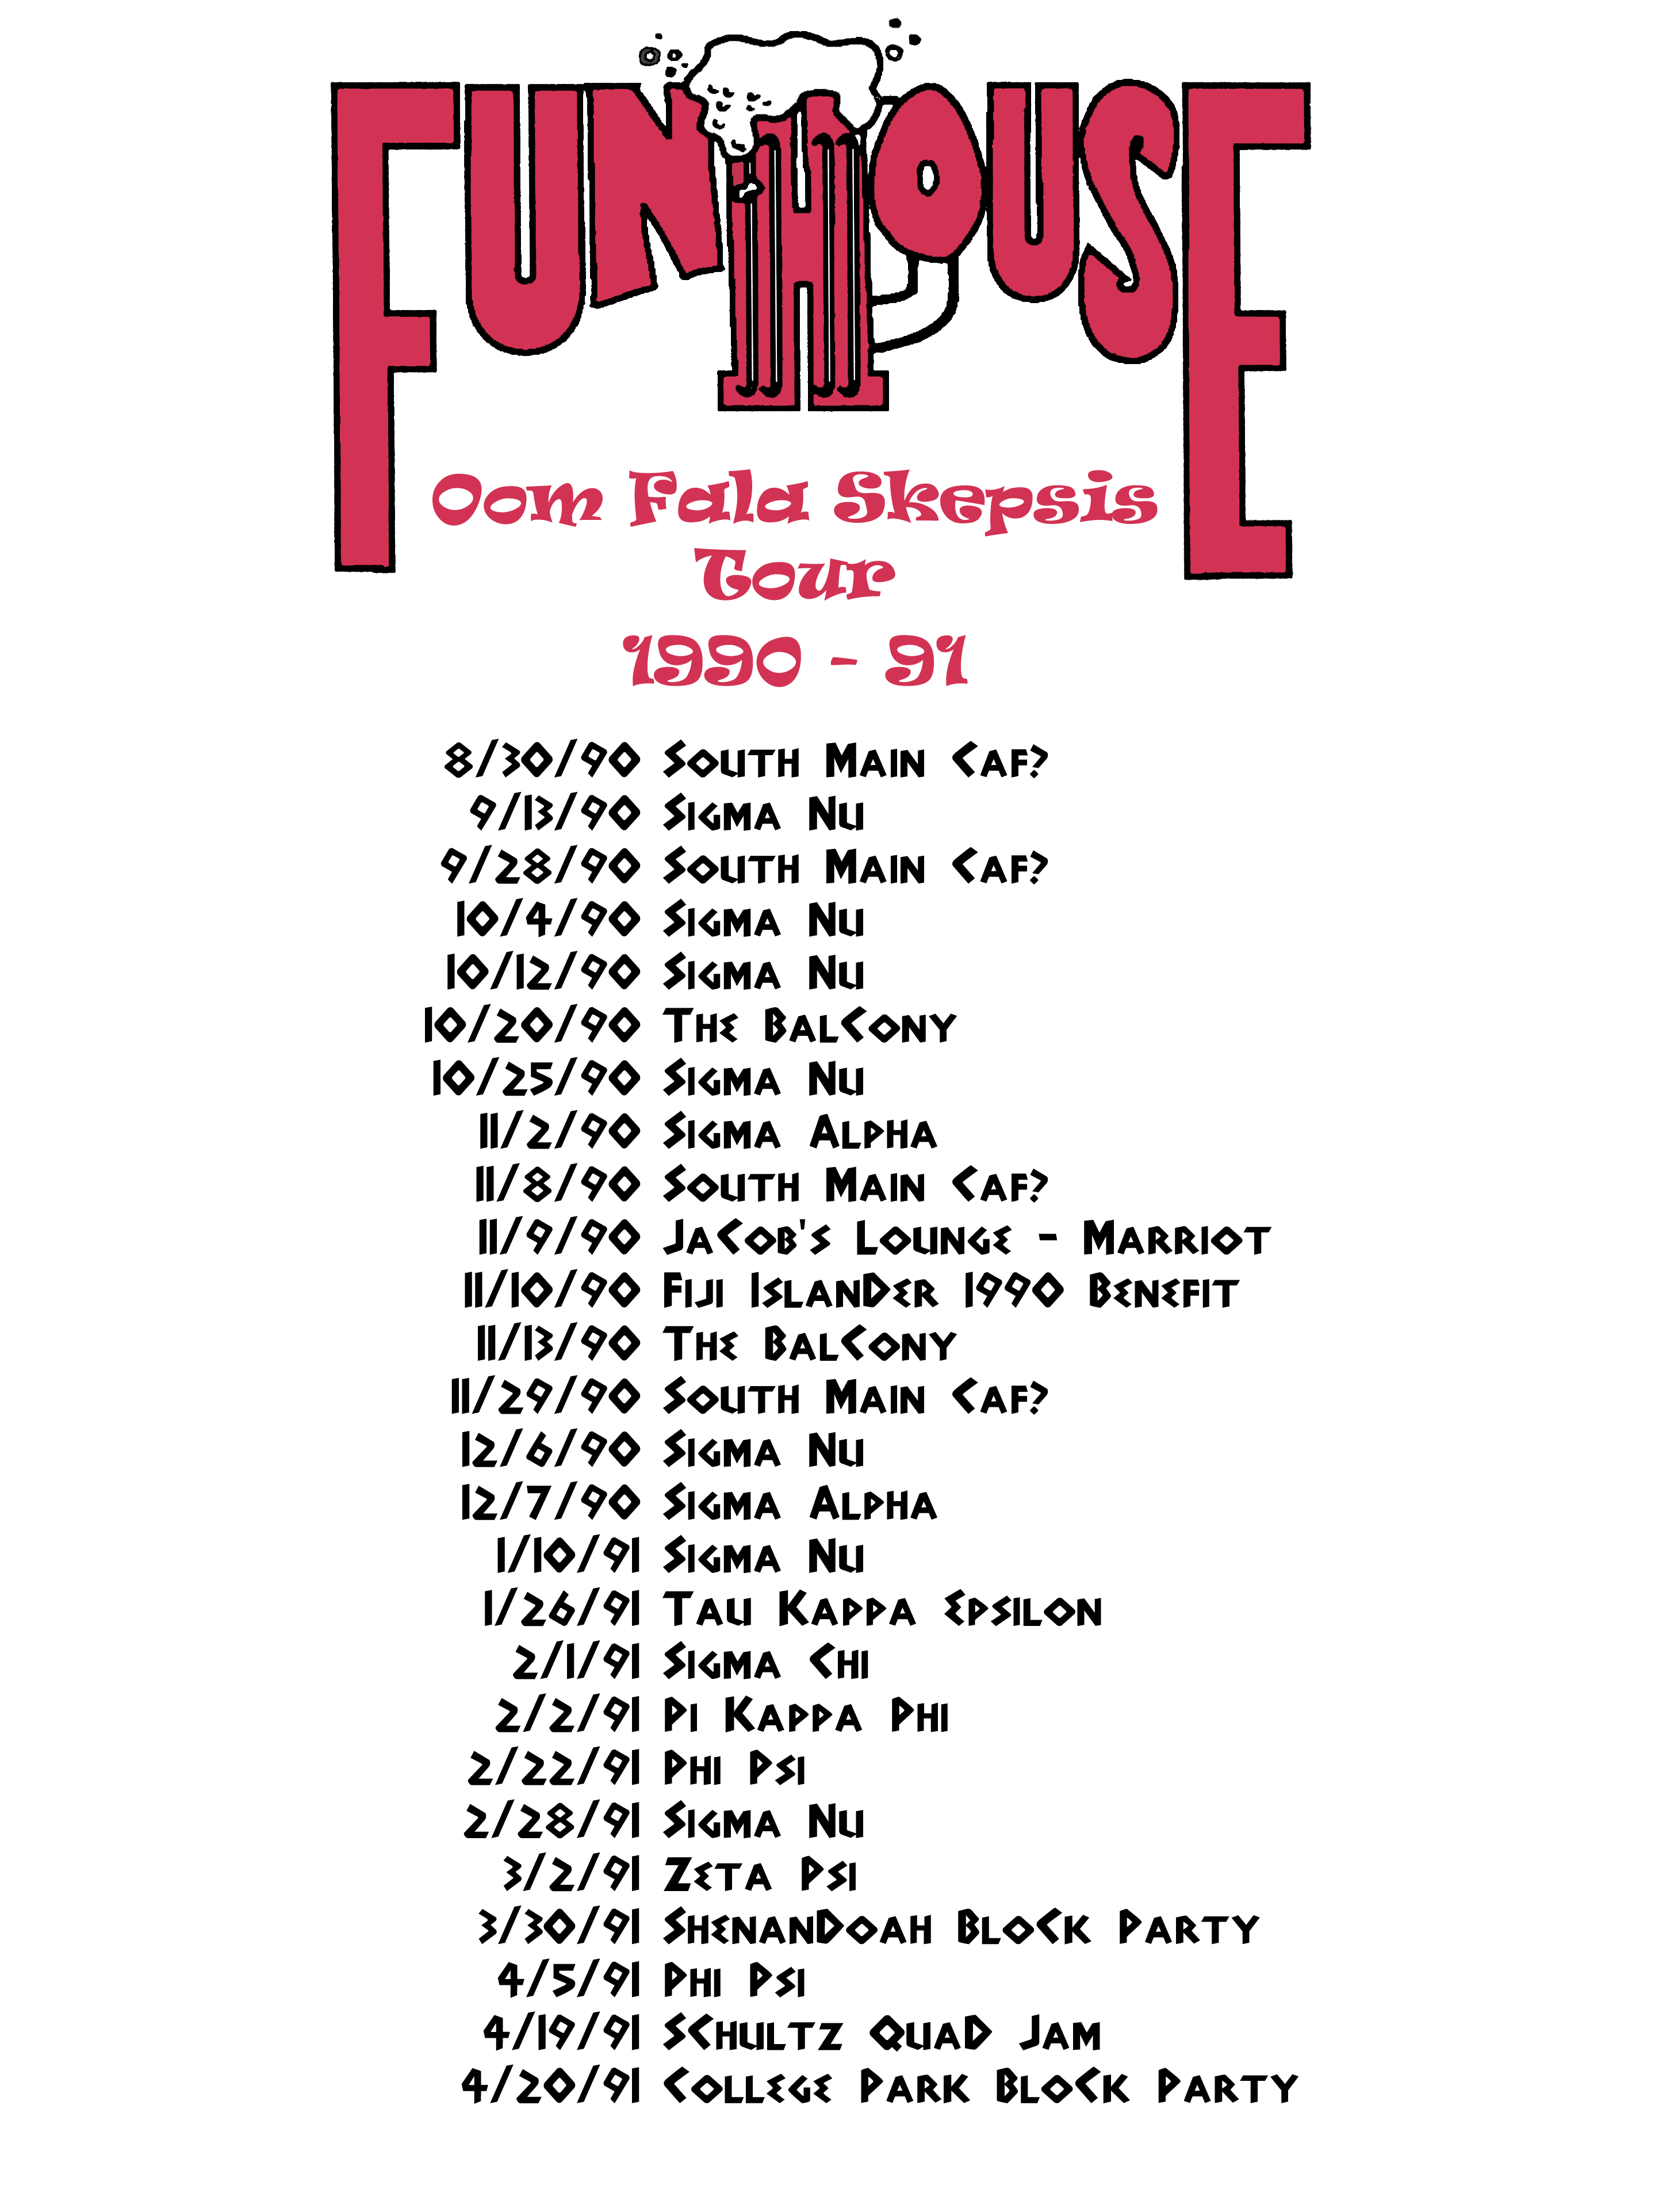 FUNHOUSE
Oom Fala Skepsis
Tour
1990 - 91
8/30/90 South Main Caf?
9/13/90 Sigma Nu
9/28/90 South Main Caf?
10/4/90 Sigma Nu
10/12/90 Sigma Nu
10/20/90 The Balcony
10/25/90 Sigma Nu
11/2/90 Sigma Alpha
11/8/90 South Main Caf?
11/9/90 Jacob's Lounge - Marriot
11/10/90 Fiji Islander 1990 Benefit
11/13/90 The Balcony
11/29/90 South Main Caf?
12/6/90 Sigma Nu
12/7/90 Sigma Alpha
1/10/91 Sigma Nu
1/26/91 Tau Kappa Epsilon
2/1/91 Sigma Chi
2/2/91 Pi Kappa Phi
2/22/91 Phi Psi
2/28/91 Sigma Nu
3/2/91 Zeta Psi
3/30/91 Shenandoah Block Party
4/5/91 Phi Psi
4/19/91 Schultz Quad Jam
4/20/91 College Park Block Party